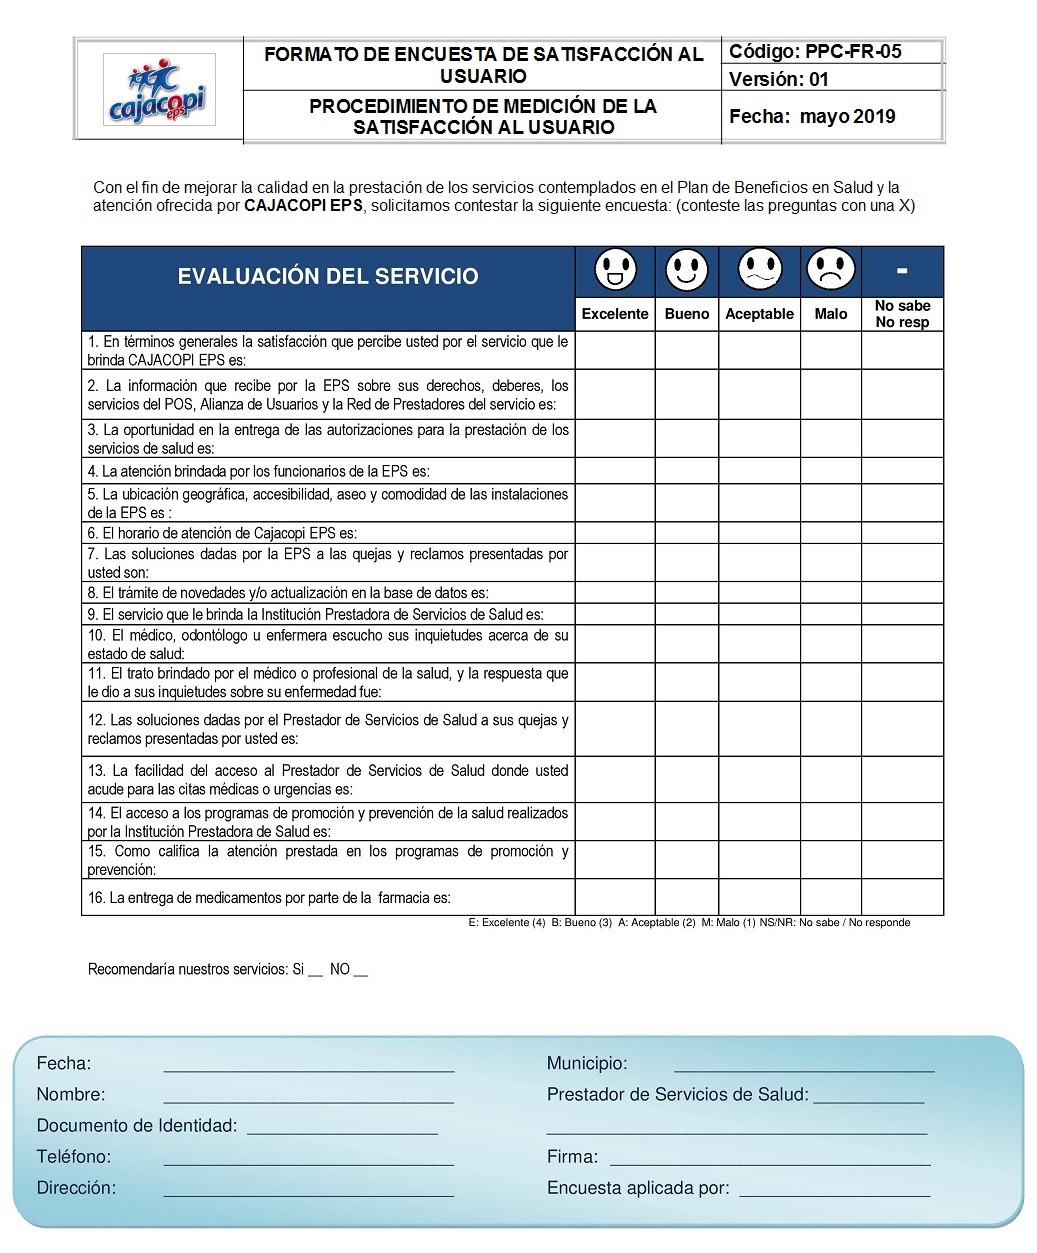 cajacopi
eps
FORMATO DE ENCUESTA DE SATISFACCIÓN AL
USUARIO
PROCEDIMIENTO DE MEDICIÓN DE LA
SATISFACCIÓN AL USUARIO
Código: PPC-FR-05
Versión: 01
Fecha:  mayo 2019
Con el fin de mejorar la calidad en la prestación de los servicios contemplados en el Plan de Beneficios en Salud y la
atención ofrecida por CAJACOPI EPS, solicitamos contestar la siguiente encuesta: (conteste las preguntas con una X)
EVALUACIÓN DEL SERVICIO
-
Excelente Bueno Aceptable Malo No sabe
No resp
1. En términos generales la satisfacción que percibe usted por el servicio que le
brinda CAJACOPI EPS es:
2. La información que recibe por la EPS sobre sus derechos, deberes, los
servicios del POS, Alianza de Usuarios y la Red de Prestadores del servicio es:
3. La oportunidad en la entrega de las autorizaciones para la prestación de los
servicios de salud es:
4. La atención brindada por los funcionarios de la EPS es:
5. La ubicación geográfica, accesibilidad, aseo y comodidad de las instalaciones
de la EPS es :
6. El horario de atención de Cajacopi EPS es:
7. Las soluciones dadas por la EPS a las quejas y reclamos presentadas por
usted son:
8. El trámite de novedades y/o actualización en la base de datos es:
9. El servicio que le brinda la Institución Prestadora de Servicios de Salud es:
10. El médico, odontólogo u enfermera escucho sus inquietudes acerca de su
estado de salud:
11. El trato brindado por el médico o profesional de la salud, y la respuesta que
le dio a sus inquietudes sobre su enfermedad fue:
12. Las soluciones dadas por el Prestador de Servicios de Salud a sus quejas y
reclamos presentadas por usted es:
13. La facilidad del acceso al Prestador de Servicios de Salud donde usted
acude para las citas médicas o urgencias es:
14. El acceso a los programas de promoción y prevención de la salud realizados
por la Institución Prestadora de Salud es:
15. Como califica la atención prestada en los programas de promoción y
prevención:
16. La entrega de medicamentos por parte de la  farmacia es:
E: Excelente (4)  B: Bueno (3)  A: Aceptable (2)  M: Malo (1) NS/NR: No sabe / No responde
Recomendaría nuestros servicios: Si __  NO __
Fecha: ______________________________
Nombre: ______________________________
Documento de Identidad: ____________________
Teléfono: ______________________________
Dirección: ______________________________
Municipio: ___________________________
Prestador de Servicios de Salud: ___________
_______________________________________
Firma: _________________________________
Encuesta aplicada por: ____________________